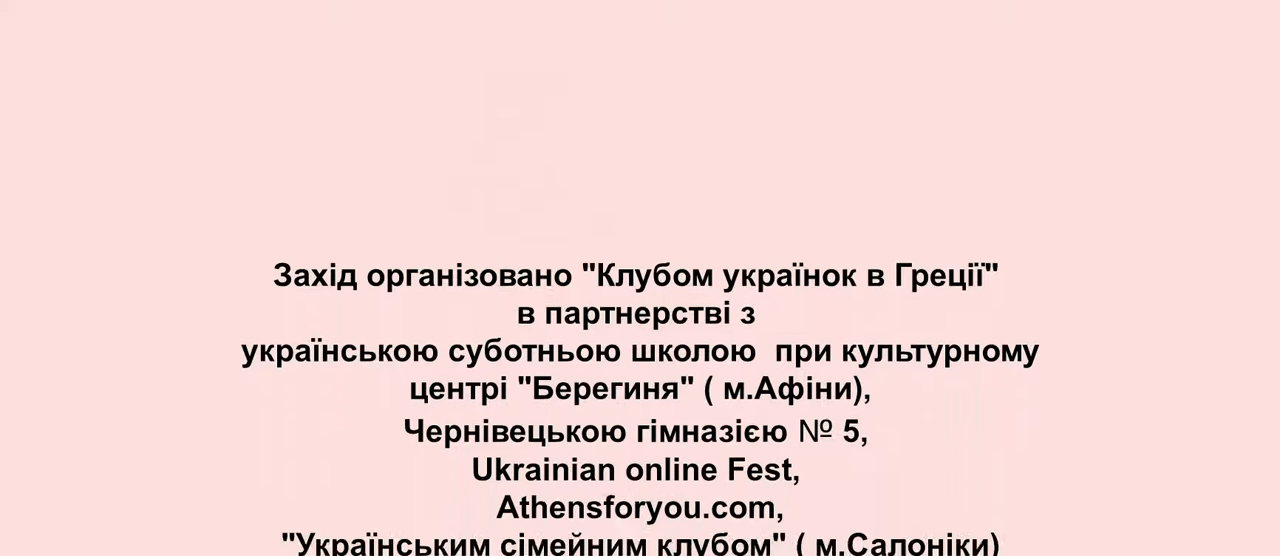 Захід організовано "Клубом українок в Греції"
в партнерстві з
українською суботньою школою  при культурному
центрі "Берегиня" ( м.Афіни),
Чернівецькою гімназією № 5,
Ukrainian online Fest,
Athensforyou.com,
"Українським сімейним клубом" ( м.Салоніки)